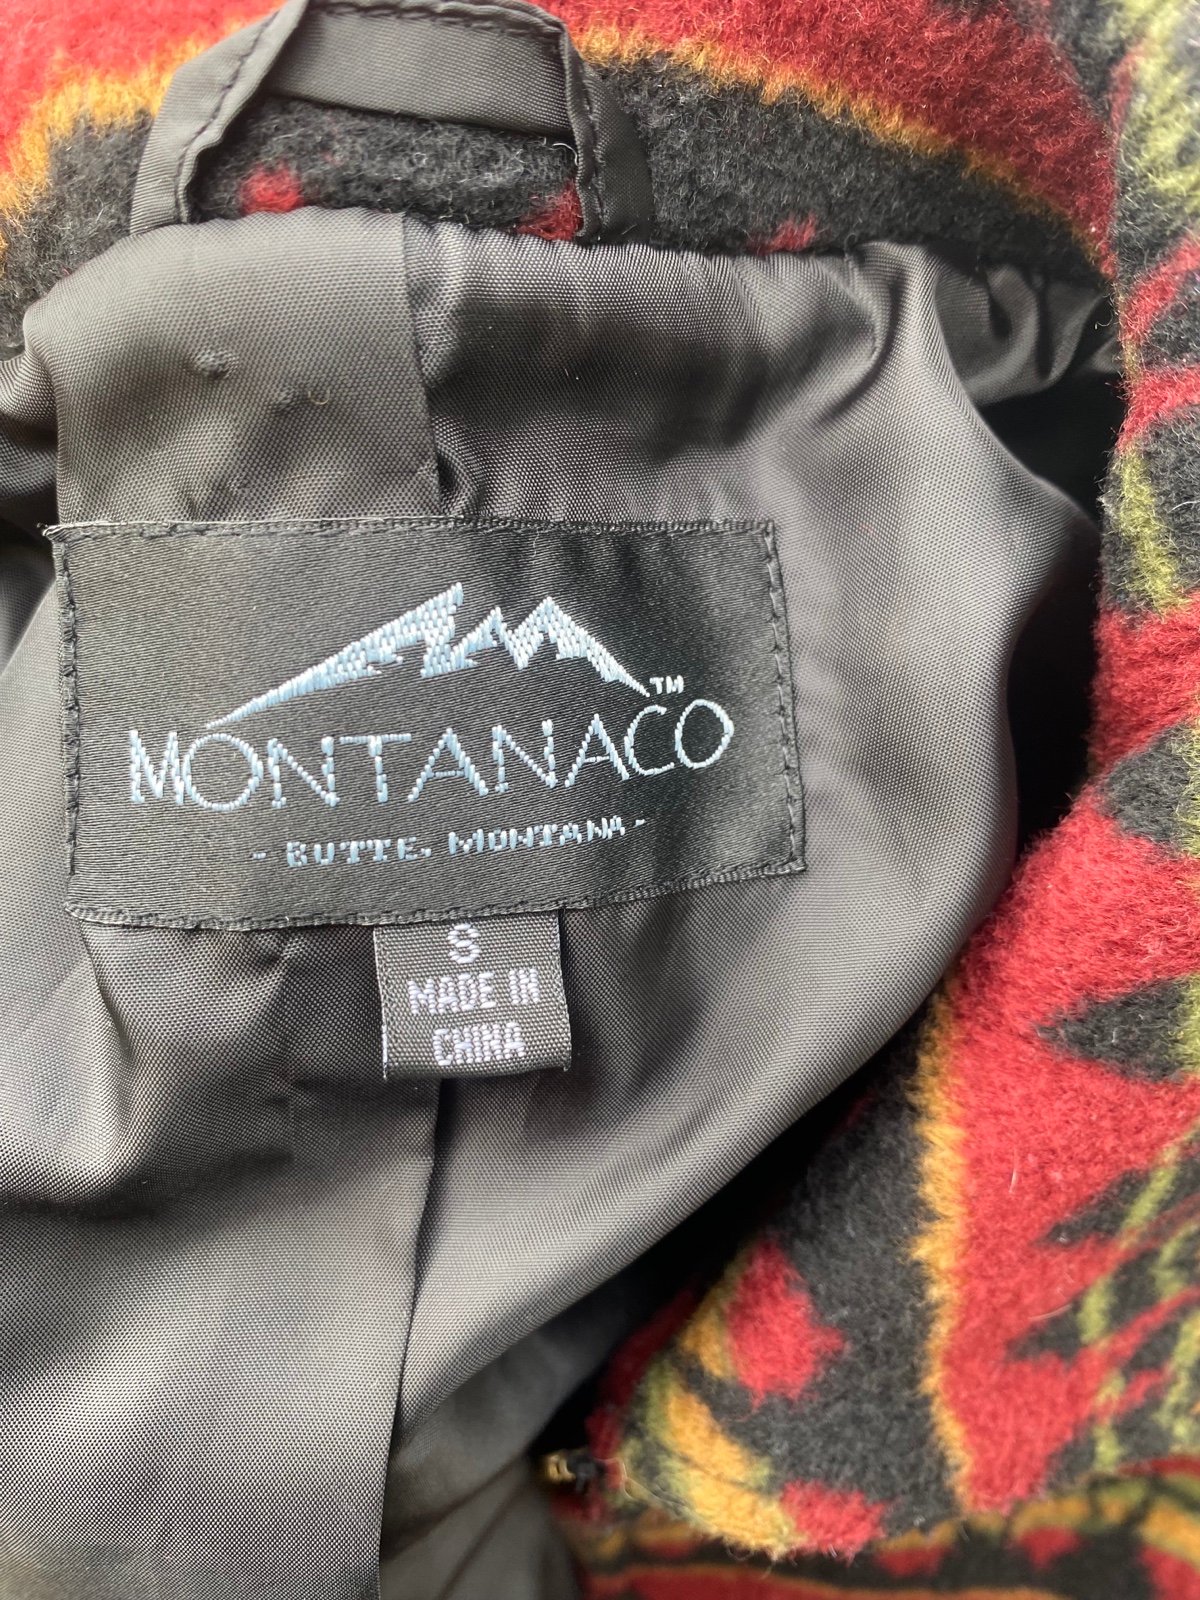 TM
MONTANACO
- BUTTE, MONTANA -
S
MADE IN
CHINA